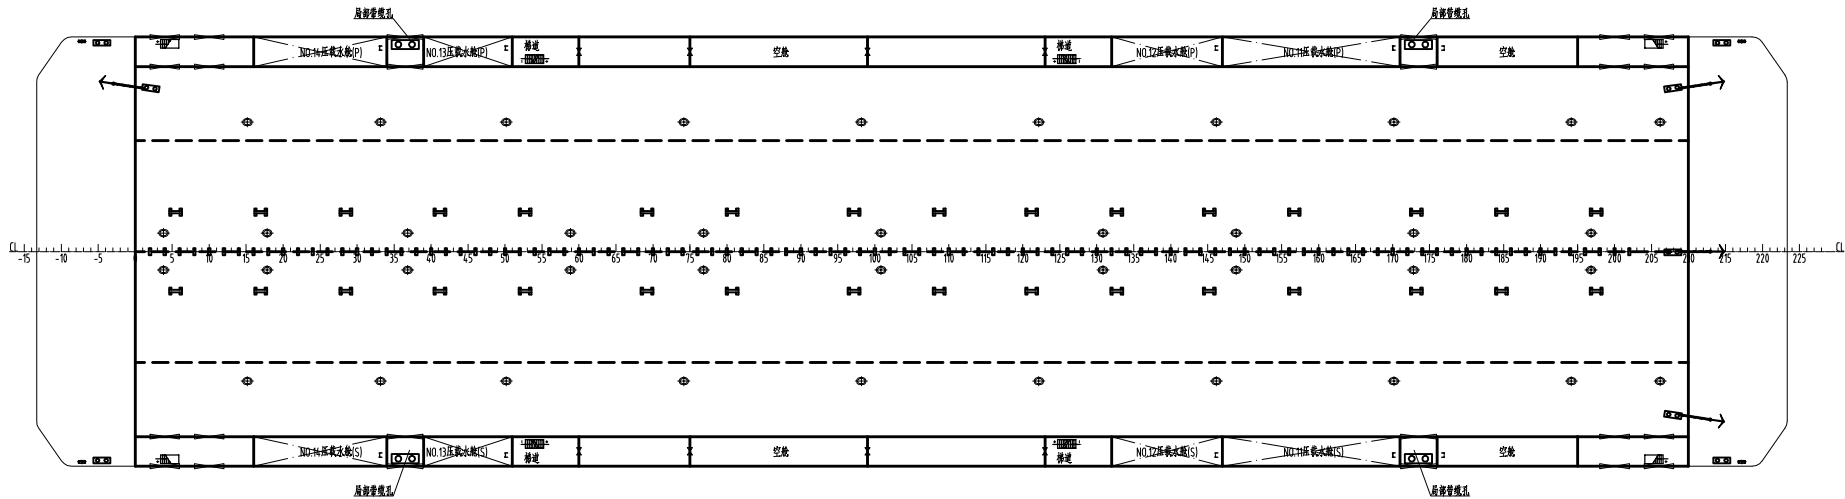 局部带缆孔 局部带缆孔
NO.14压载水舱(P) NO.13压载水舱(P) 梯道 空舱 梯道 NO.12压载水舱(P) NO.11压载水舱(P) 空舱
CL CL
-15 -10 -5 0 5 10 15 20 25 30 35 40 45 50 55 60 65 70 75 80 85 90 95 100 105 110 115 120 125 130 135 140 145 150 155 160 165 170 175 180 185 190 195 200 205 210 215 220 225
NO.14压载水舱(S) NO.13压载水舱(S) 梯道 空舱 梯道 NO.12压载水舱(S) NO.11压载水舱(S) 空舱
局部带缆孔 局部带缆孔